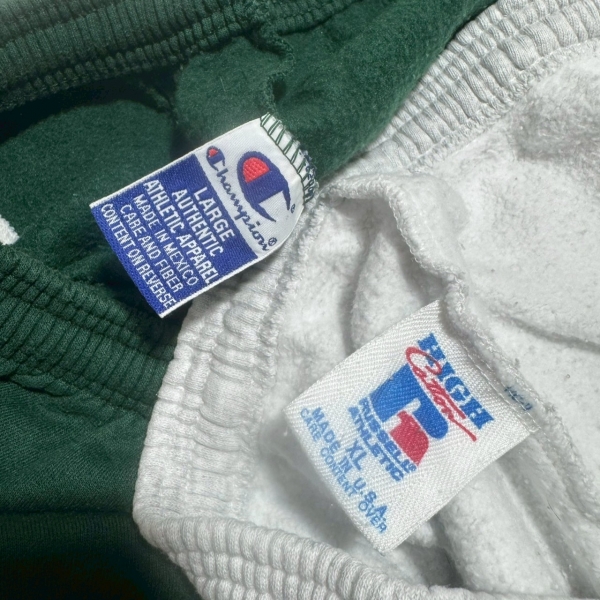 Champion®
LARGE
AUTHENTIC
ATHLETIC APPAREL
MADE IN MEXICO
CARE AND FIBER
CONTENT ON REVERSE
HIGH
Cotton
RUSSELL
ATHLETIC
XL
MADE IN U.S.A
CARE CONTENT OVER